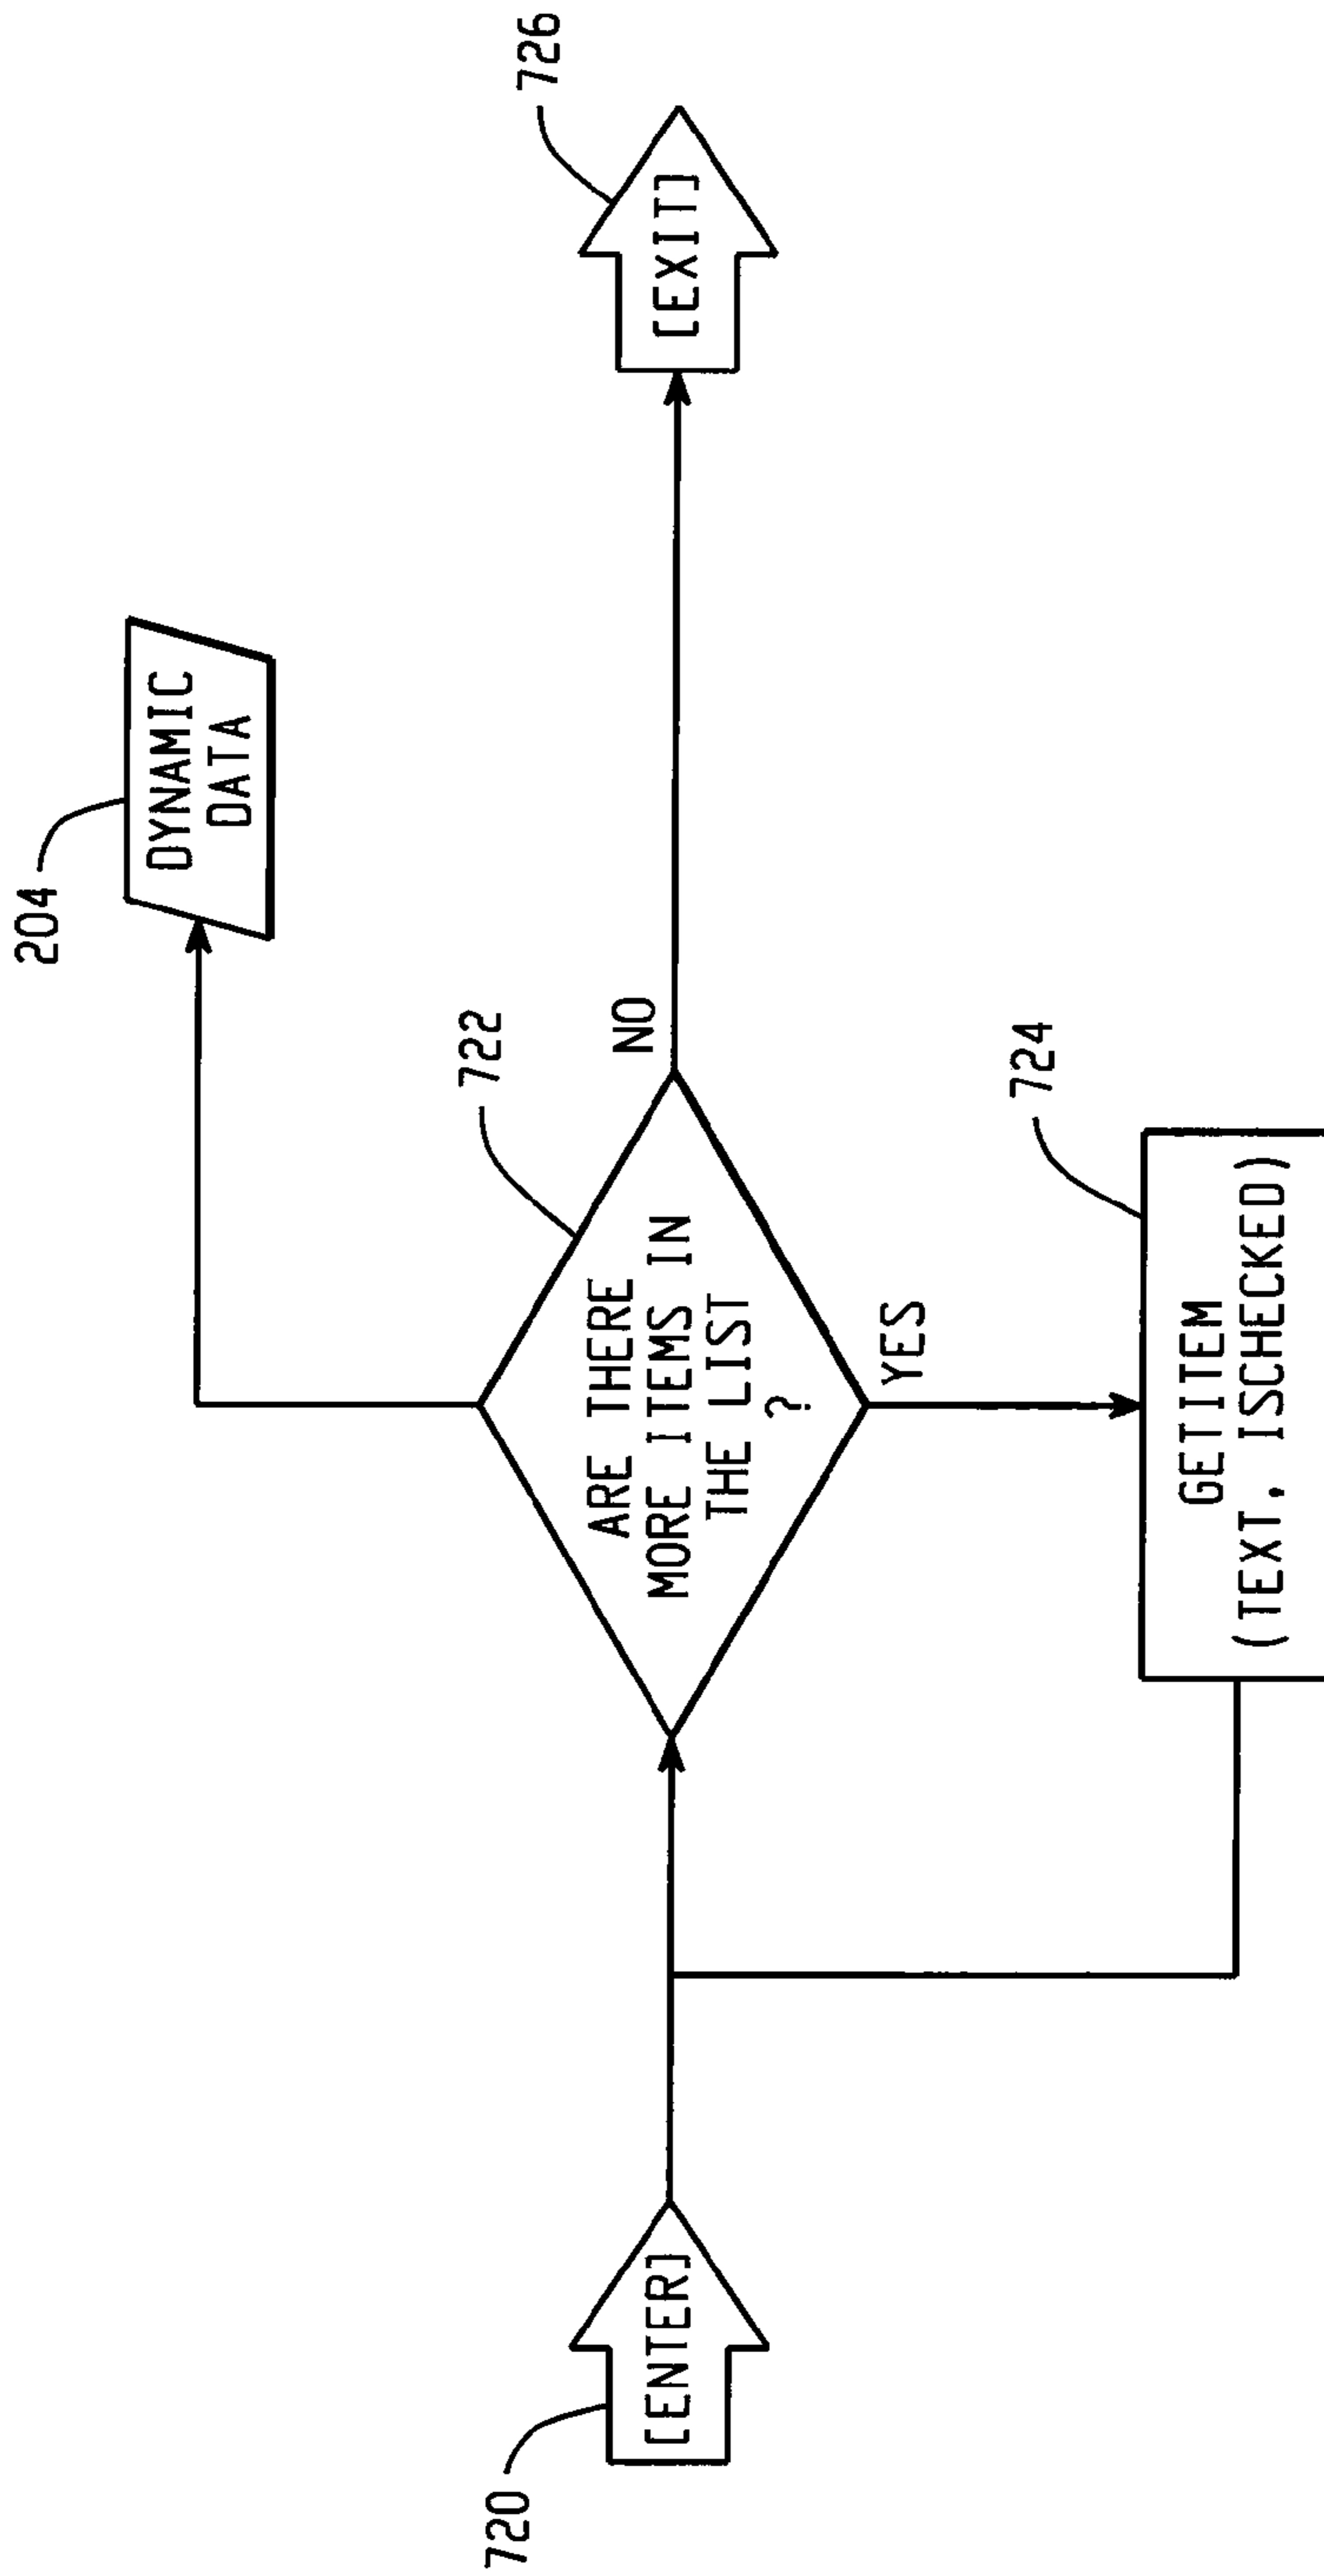 204
DYNAMIC
DATA
726
[EXIT]
722
NO
ARE THERE
MORE ITEMS IN
THE LIST
?
720
[ENTER]
YES
724
GETITEM
(TEXT, ISCHECKED)